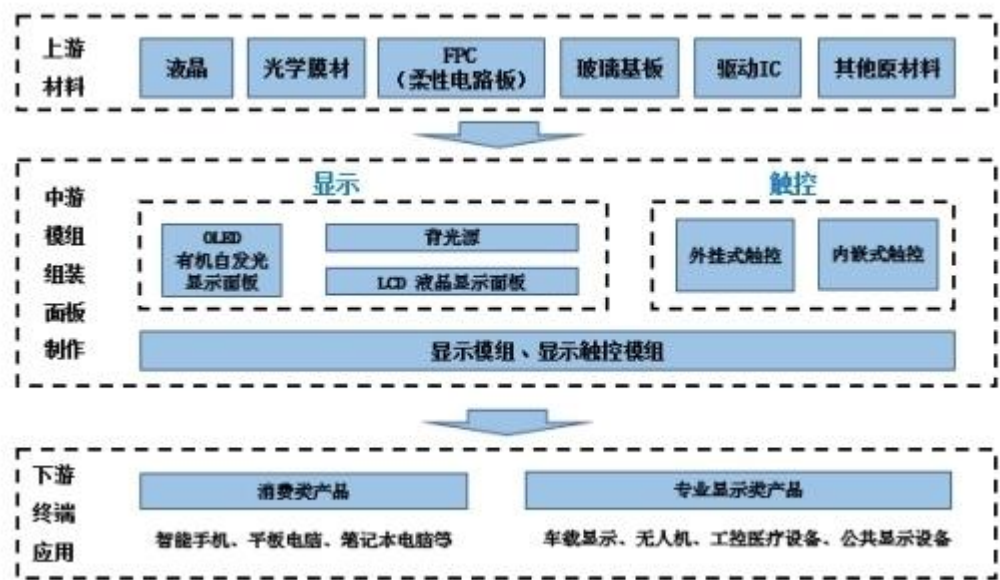 上游
材料
液晶
光学膜材
FPC
（柔性电路板）
玻璃基板
驱动IC
其他原材料
中游
模组
组装
面板
制作
显示
触控
OLED
有机自发光
显示面板
背光源
LCD 液晶显示面板
外挂式触控
内嵌式触控
显示模组、显示触控模组
下游
终端
应用
消费类产品
专业显示类产品
智能手机、平板电脑、笔记本电脑等
车载显示、无人机、工控医疗设备、公共显示设备